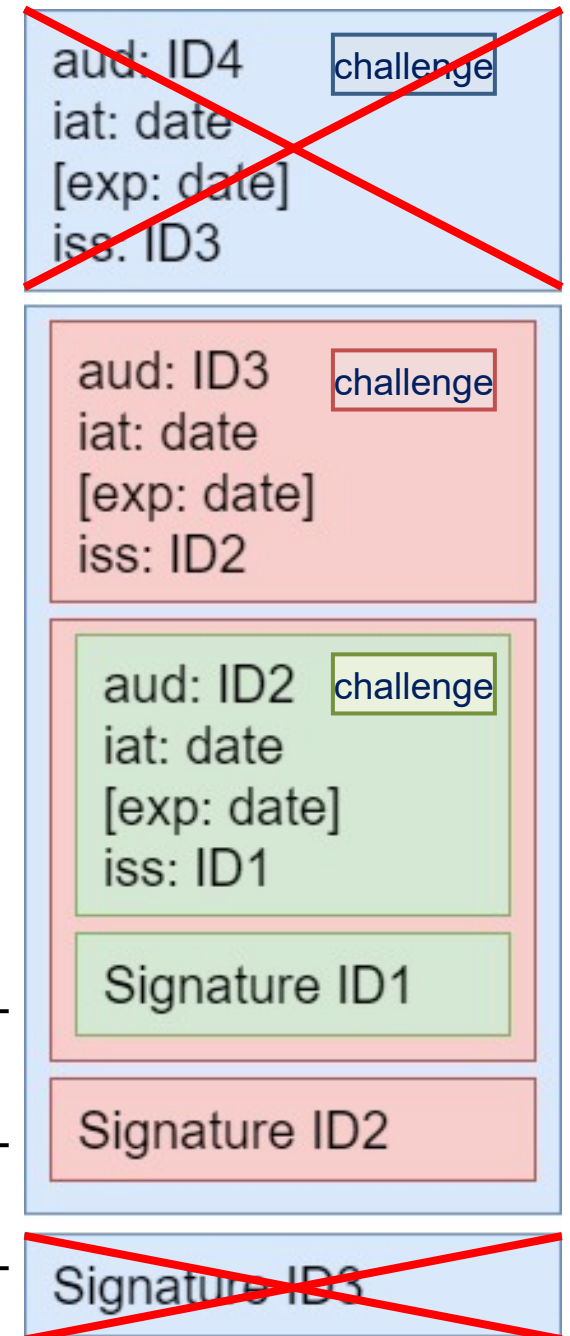 aud: ID4 challenge
iat: date
[exp: date]
iss: ID3
aud: ID3 challenge
iat: date
[exp: date]
iss: ID2
aud: ID2 challenge
iat: date
[exp: date]
iss: ID1
Signature ID1
Signature ID2
Signature ID3